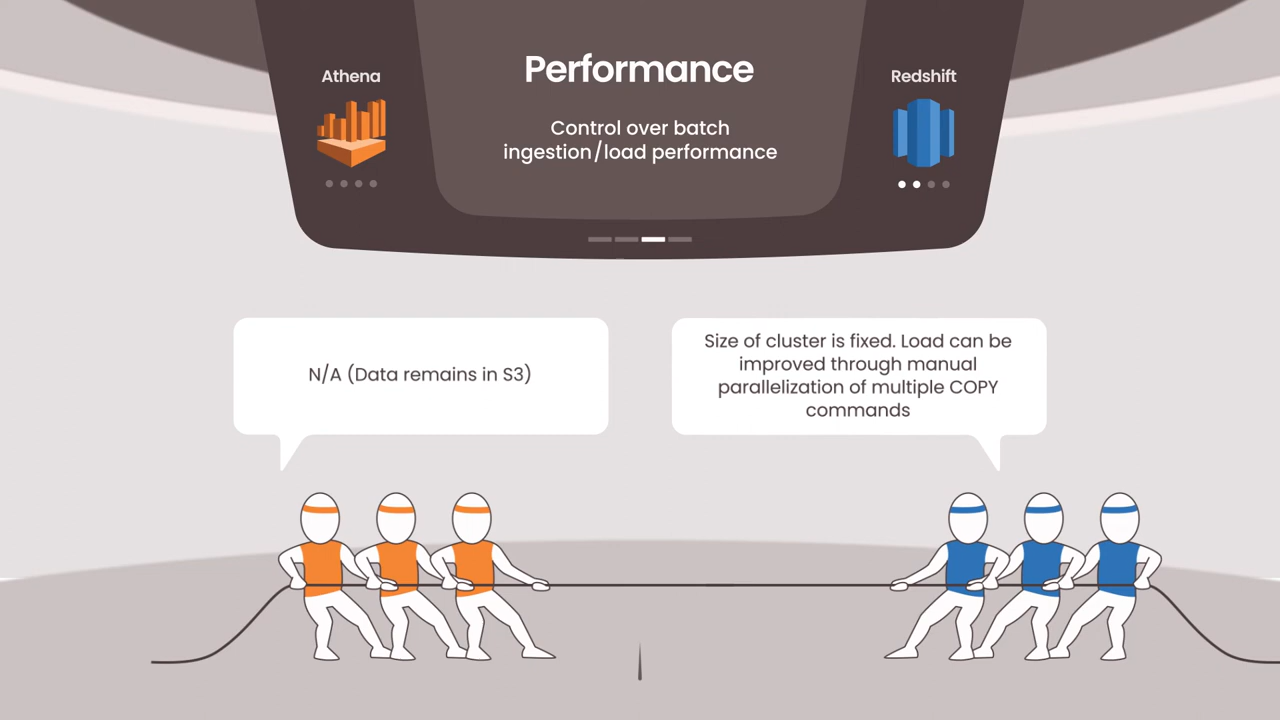 Athena
Performance
Redshift
Control over batch
ingestion/load performance
N/A (Data remains in S3)
Size of cluster is fixed. Load can be
improved through manual
parallelization of multiple COPY
commands